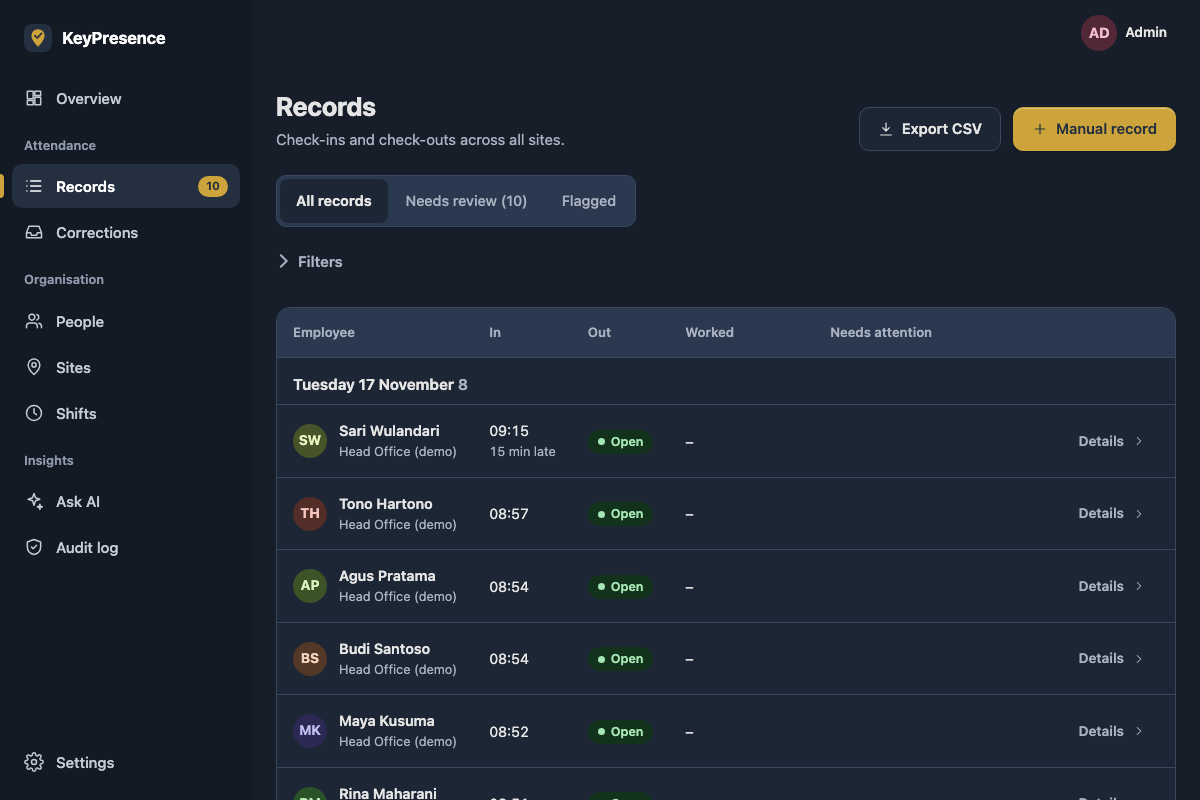 KeyPresence
AD Admin
Overview
Attendance
Records 10
Corrections
Organisation
People
Sites
Shifts
Insights
Ask AI
Audit log
Settings
Records
Check-ins and check-outs across all sites.
Export CSV
+ Manual record
All records Needs review (10) Flagged
Filters
Employee In Out Worked Needs attention
Tuesday 17 November 8
SW Sari Wulandari 09:15 Open – Details
Head Office (demo) 15 min late
TH Tono Hartono 08:57 Open – Details
Head Office (demo)
AP Agus Pratama 08:54 Open – Details
Head Office (demo)
BS Budi Santoso 08:54 Open – Details
Head Office (demo)
MK Maya Kusuma 08:52 Open – Details
Head Office (demo)
Rina Maharani